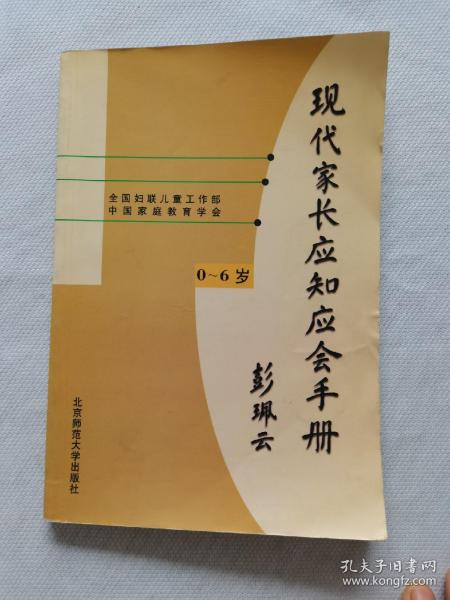 现代家长应知应会手册
全国妇联儿童工作部
中国家庭教育学会
0~6岁
彭珮云
北京师范大学出版社
孔夫子旧书网
www.kongfz.com